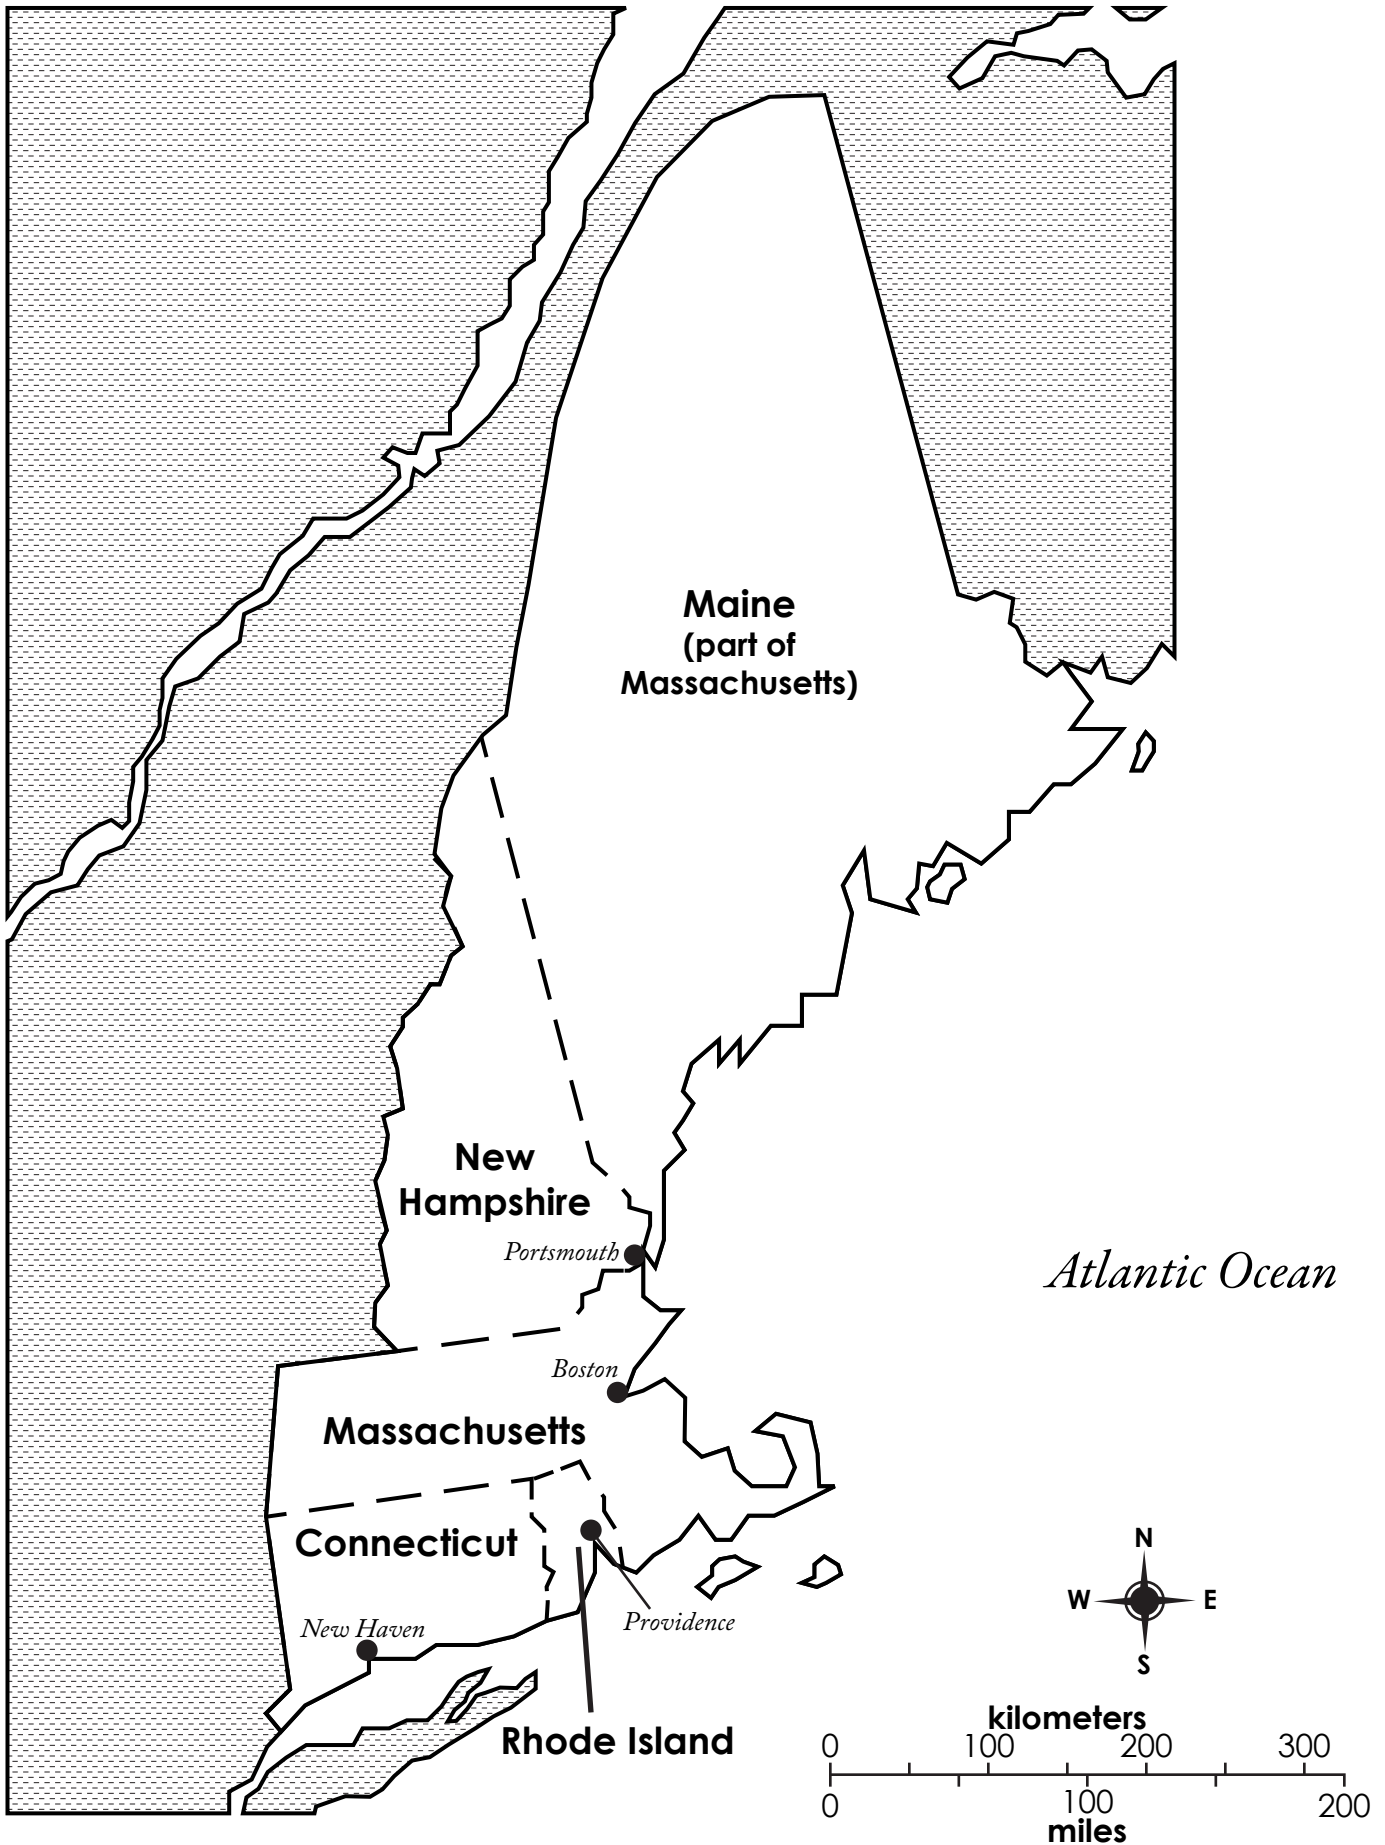 Maine
(part of
Massachusetts)
New
Hampshire
Portsmouth
Atlantic Ocean
Boston
Massachusetts
Connecticut
New Haven
Providence
Rhode Island
N
W E
S
kilometers
0 100 200 300
0 100 200
miles